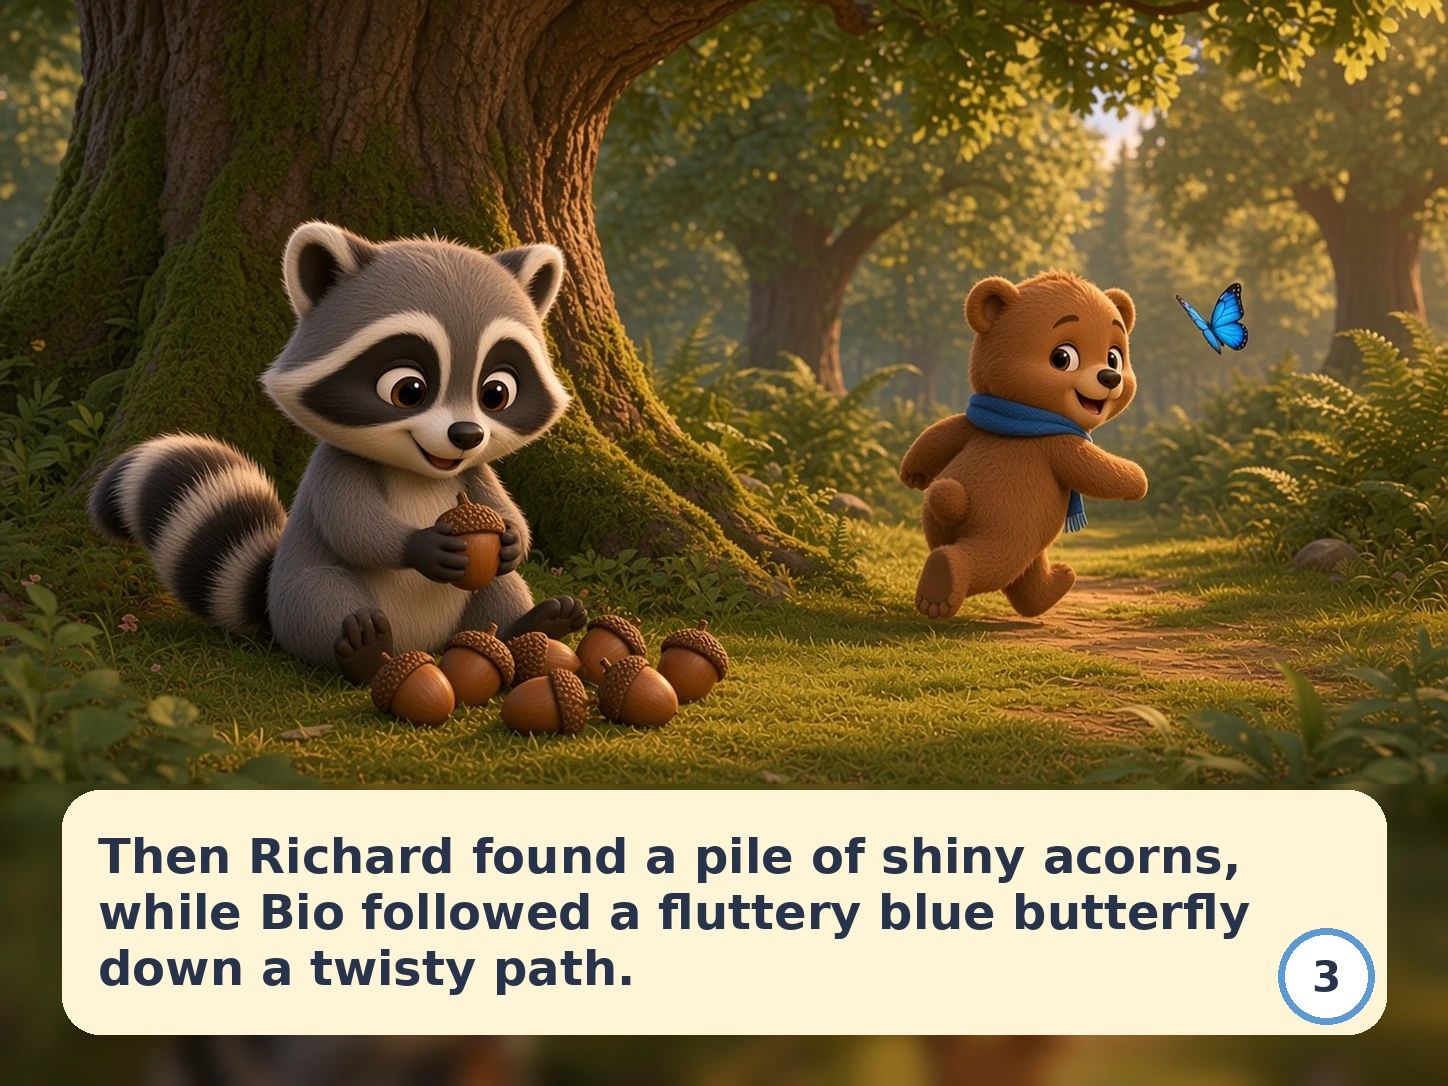 Then Richard found a pile of shiny acorns,
while Bio followed a fluttery blue butterfly
down a twisty path.
3